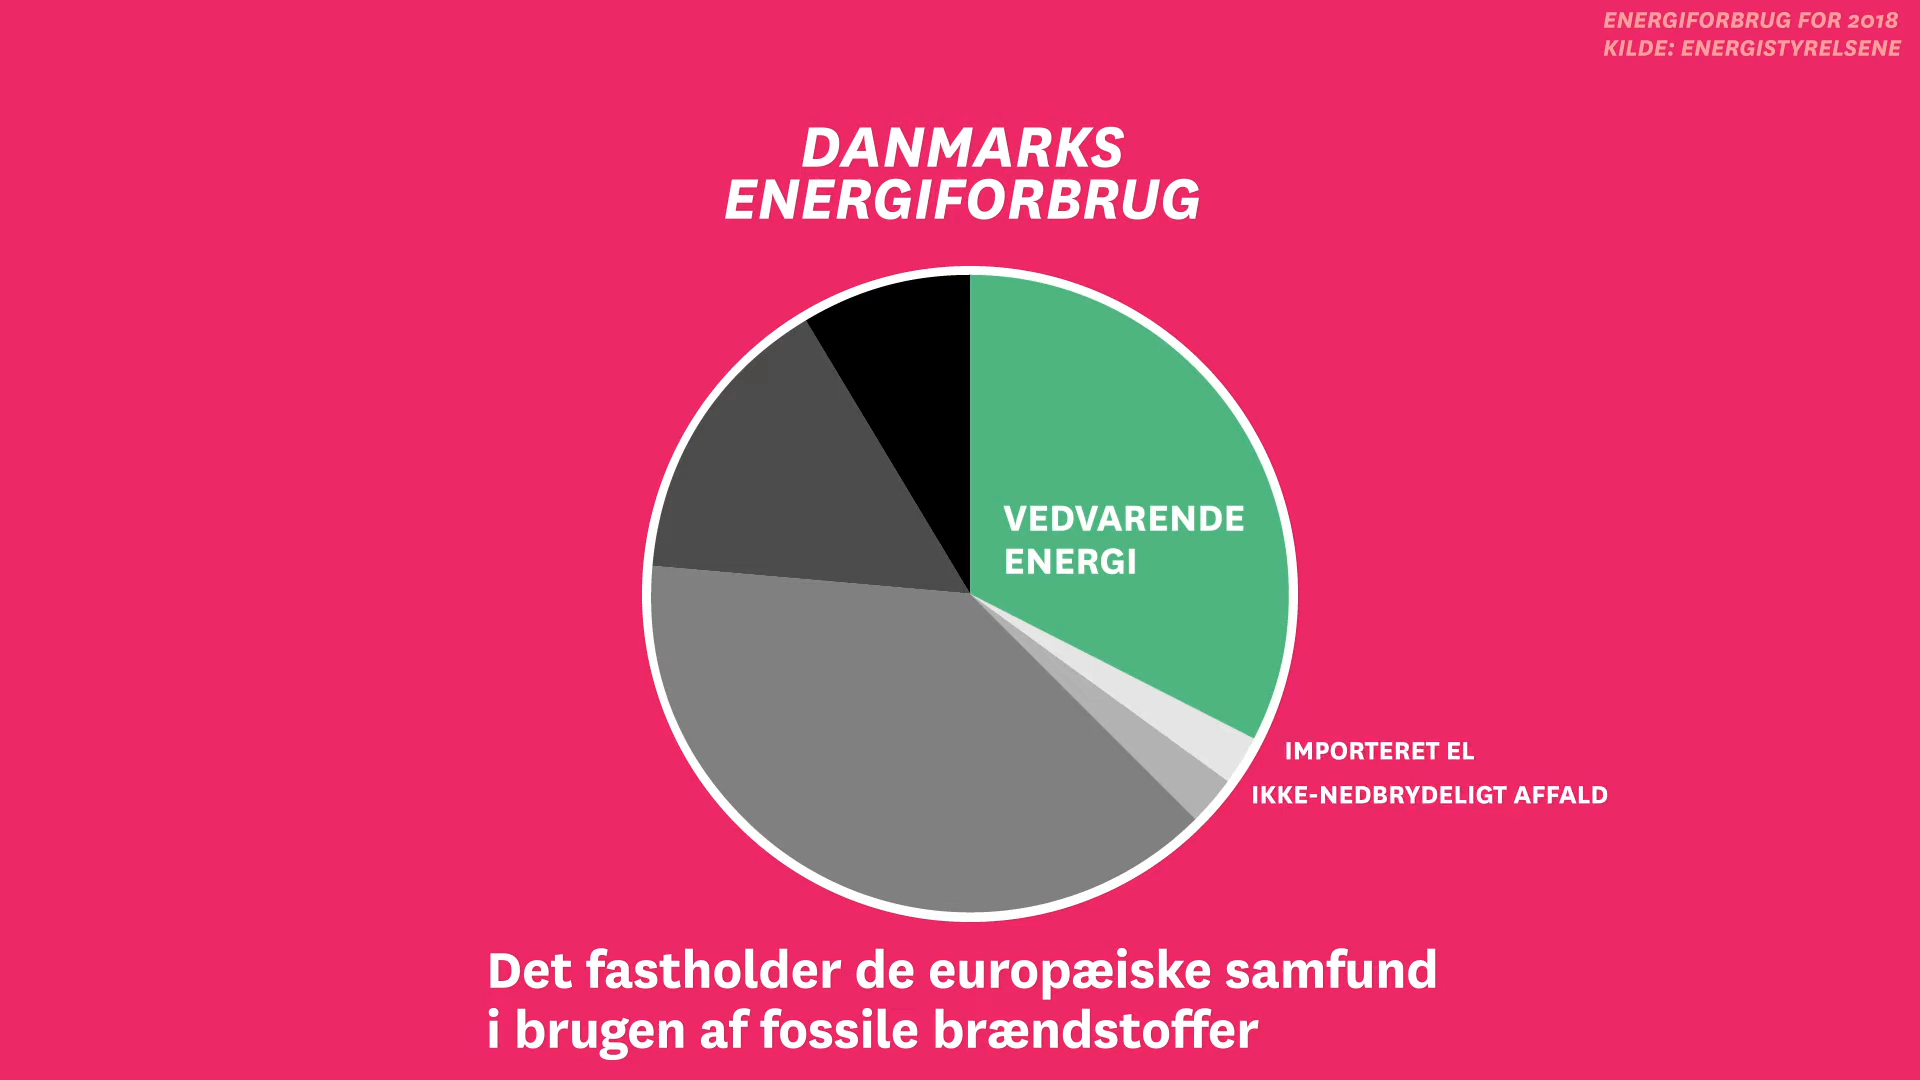 ENERGIFORBRUG FOR 2018
KILDE: ENERGISTYRELSENE
DANMARKS
ENERGIFORBRUG
VEDVARENDE
ENERGI
IMPORTERET EL
IKKE-NEDBRYDELIGT AFFALD
Det fastholder de europæiske samfund
i brugen af fossile brændstoffer